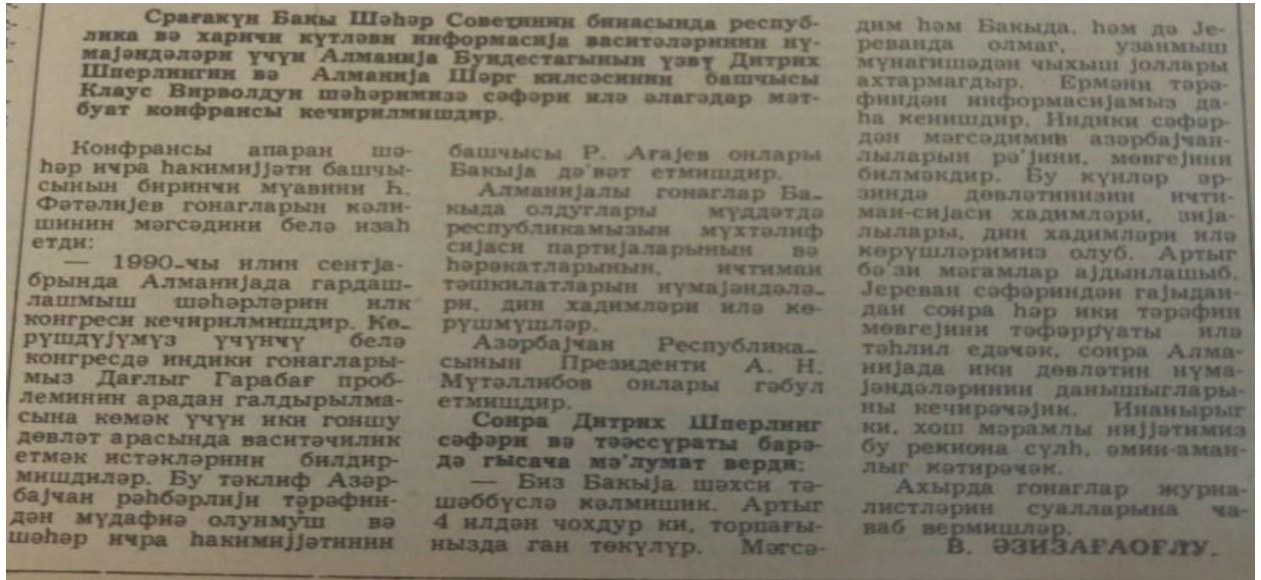 Срағакүн Бакы Шәһәр Советинин бинасында респуб-
лика вә харичи күтләви информасија васитәләринин нү-
мајәндәләри үчүн Алманија Бундестагынын үзвү Дитрих
Шперлингин вә Алманија Шәрг килсәсинин башчысы
Клаус Вирволдун шәһәримизә сәфәри илә әлагәдар мәт-
буат конфрансы кечирилмишдир.
Конфрансы апаран шә-
һәр ичра һакимијјәти башчы-
сынын биринчи мүавини Һ.
Фәтәлијев гонагларын кәли-
шинин мәгсәдини белә изаһ
етди:
— 1990-чы илин сентја-
брында Алманијада гардаш-
лашмыш шәһәрләрин илк
конгреси кечирилмишдир. Кө-
рүшдүјүмүз үчүнчү белә
конгресдә индики гонаглары-
мыз Дағлыг Гарабағ проб-
леминин арадан галдырылма-
сына көмәк үчүн ики гоншу
дөвләт арасында васитәчилик
етмәк истәкләрини билдир-
мишдиләр. Бу тәклиф Азәр-
бајчан рәһбәрлији тәрәфин-
дән мүдафиә олунмуш вә
шәһәр ичра һакимијјәтинин
башчысы Р. Ағајев онлары
Бакыја дә'вәт етмишдир.
Алманијалы гонаглар Ба-
кыда олдуглары мүддәтдә
республикамызын мүхтәлиф
сијаси партијаларынын вә
һәрәкатларынын, ичтимаи
тәшкилатларын нүмајәндәлә-
ри, дин хадимләри илә кө-
рүшмүшләр.
Азәрбајчан Республика-
сынын Президенти А. Н.
Мүтәллибов онлары гәбул
етмишдир.
Сонра Дитрих Шперлинг
сәфәри вә тәәссүраты барә-
дә гысача мә'лумат верди:
— Биз Бакыја шәхси тә-
шәббүслә кәлмишик. Артыг
4 илдән чохдур ки, торпағы-
нызда ган төкүлүр. Мәгсә-
дим һәм Бакыда, һәм дә Је-
реванда олмаг, узанмыш
мүнагишәдән чыхыш јоллары
ахтармагдыр. Ермәни тәрә-
финдән информасијамыз да-
һа кенишдир. Индики сәфәр-
дән мәгсәдимиз азәрбајчан-
лыларын рә'јини, мөвгејини
билмәкдир. Бу күнләр әр-
зиндә дөвләтинизин ичти-
маи-сијаси хадимләри, зија-
лылары, дин хадимләри илә
көрүшләримиз олуб. Артыг
бә'зи мәгамлар ајдынлашыб.
Јереван сәфәриндән гајыдан-
дан сонра һәр ики тәрәфин
мөвгејини тәфәррүаты илә
тәһлил едәчәк, сонра Алма-
нијада ики дөвләтин нүма-
јәндәләринин данышыглары-
ны кечирәчәјик. Инанырыг
ки, хош мәрамлы нијјәтимиз
бу рекиона сүлһ, әмин-аман-
лыг кәтирәчәк.
Ахырда гонаглар журна-
листләрин суалларына ча-
ваб вермишләр.
В. ӘЗИЗАҒАОҒЛУ.